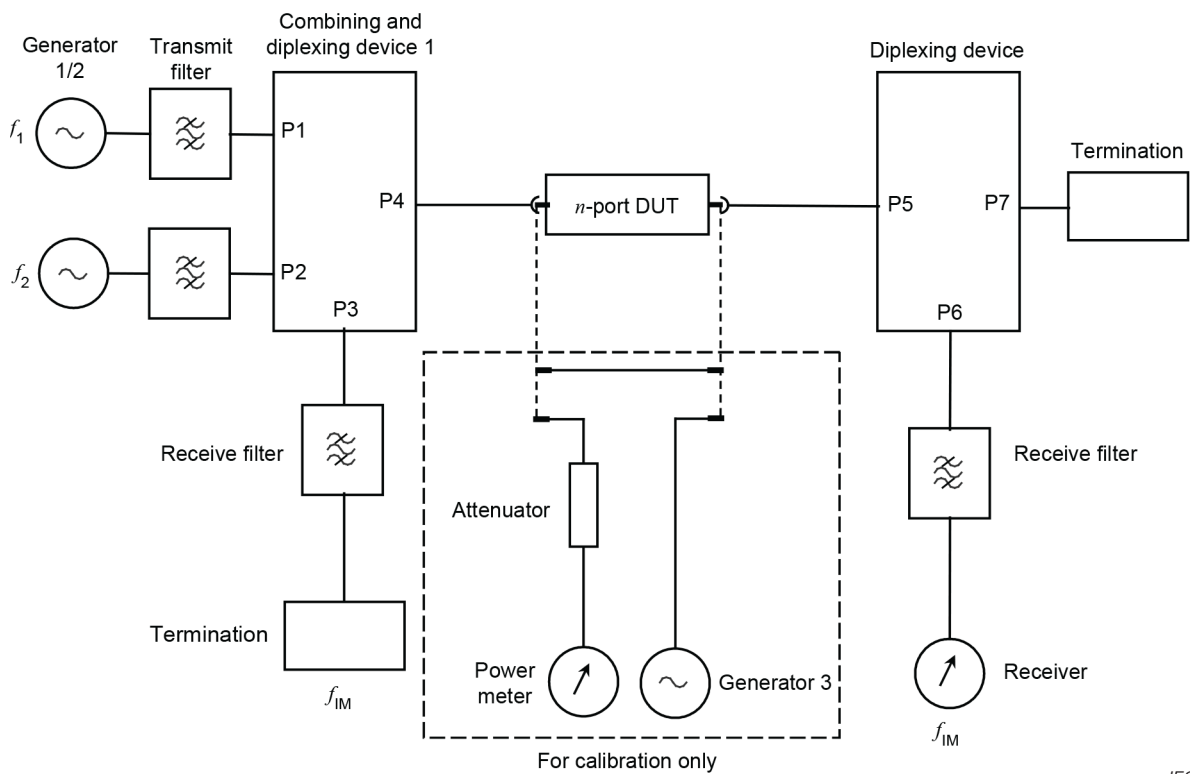 Combining and
diplexing device 1
Generator
1/2
Transmit
filter
Diplexing device
f1
P1
Termination
P4
n-port DUT
P5
P7
f2
P2
P3
P6
Receive filter
Receive filter
Attenuator
Termination
Power
meter
Generator 3
Receiver
fIM
fIM
For calibration only